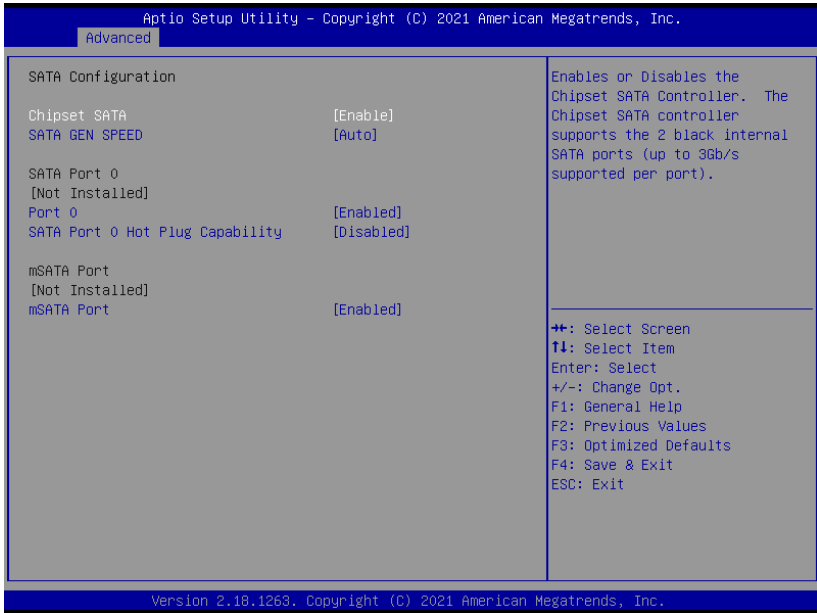 Aptio Setup Utility – Copyright (C) 2021 American Megatrends, Inc.
Advanced
SATA Configuration
Chipset SATA [Enable]
SATA GEN SPEED [Auto]
SATA Port 0
[Not Installed]
Port 0 [Enabled]
SATA Port 0 Hot Plug Capability [Disabled]
mSATA Port
[Not Installed]
mSATA Port [Enabled]
Enables or Disables the
Chipset SATA Controller. The
Chipset SATA controller
supports the 2 black internal
SATA ports (up to 3Gb/s
supported per port).
→←: Select Screen
↑↓: Select Item
Enter: Select
+/-: Change Opt.
F1: General Help
F2: Previous Values
F3: Optimized Defaults
F4: Save & Exit
ESC: Exit
Version 2.18.1263. Copyright (C) 2021 American Megatrends, Inc.